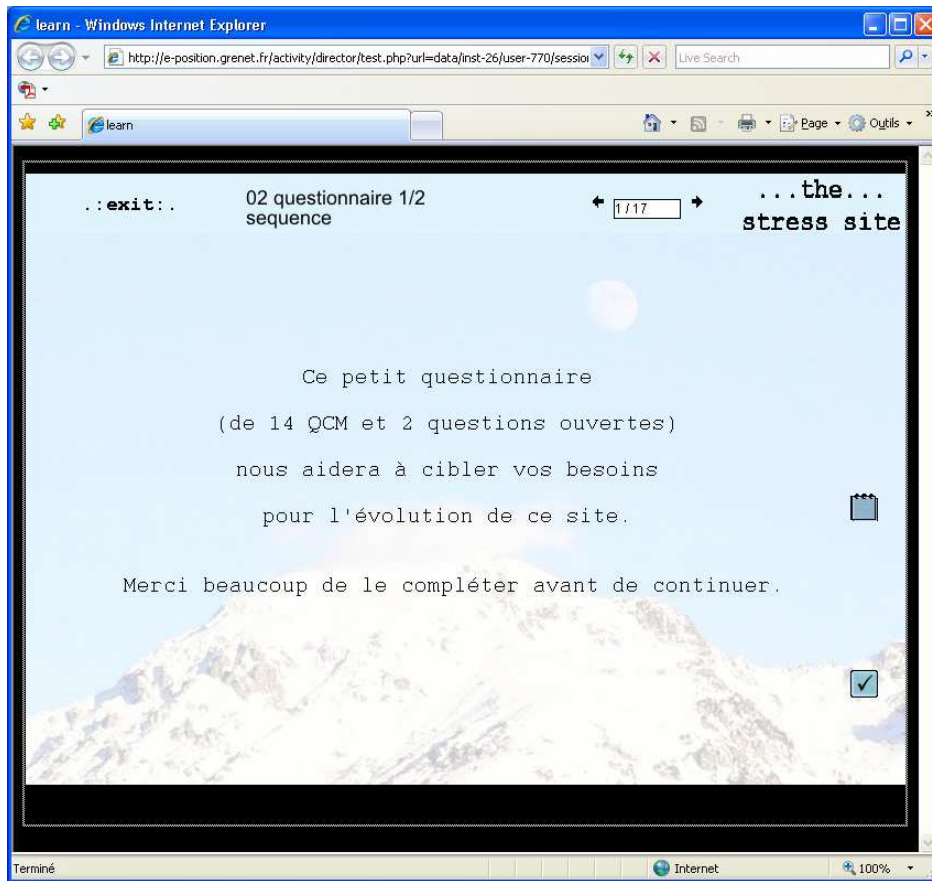 learn - Windows Internet Explorer
http://e-position.grenet.fr/activity/director/test.php?url=data/inst-26/user-770/session
Live Search
learn
Page
Outils
»
.:exit:.
02 questionnaire 1/2
sequence
1 / 17
...the...
stress site
Ce petit questionnaire
(de 14 QCM et 2 questions ouvertes)
nous aidera à cibler vos besoins
pour l'évolution de ce site.
Merci beaucoup de le compléter avant de continuer.
Terminé
Internet
100%